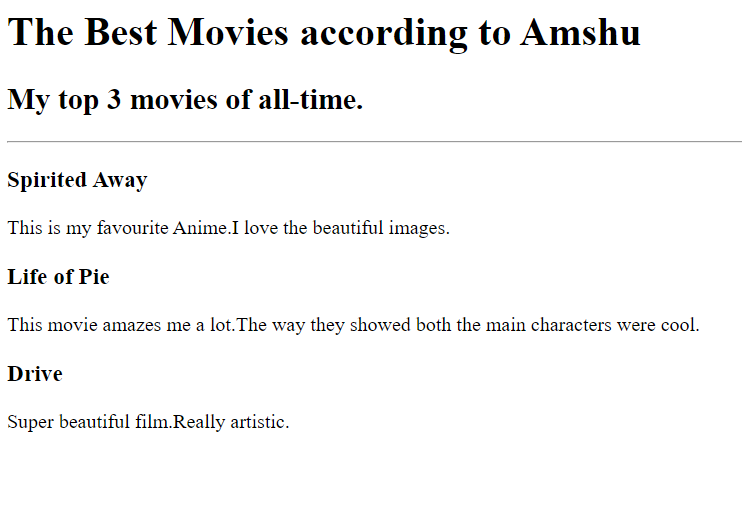 The Best Movies according to Amshu
My top 3 movies of all-time.
Spirited Away
This is my favourite Anime.I love the beautiful images.
Life of Pie
This movie amazes me a lot.The way they showed both the main characters were cool.
Drive
Super beautiful film.Really artistic.